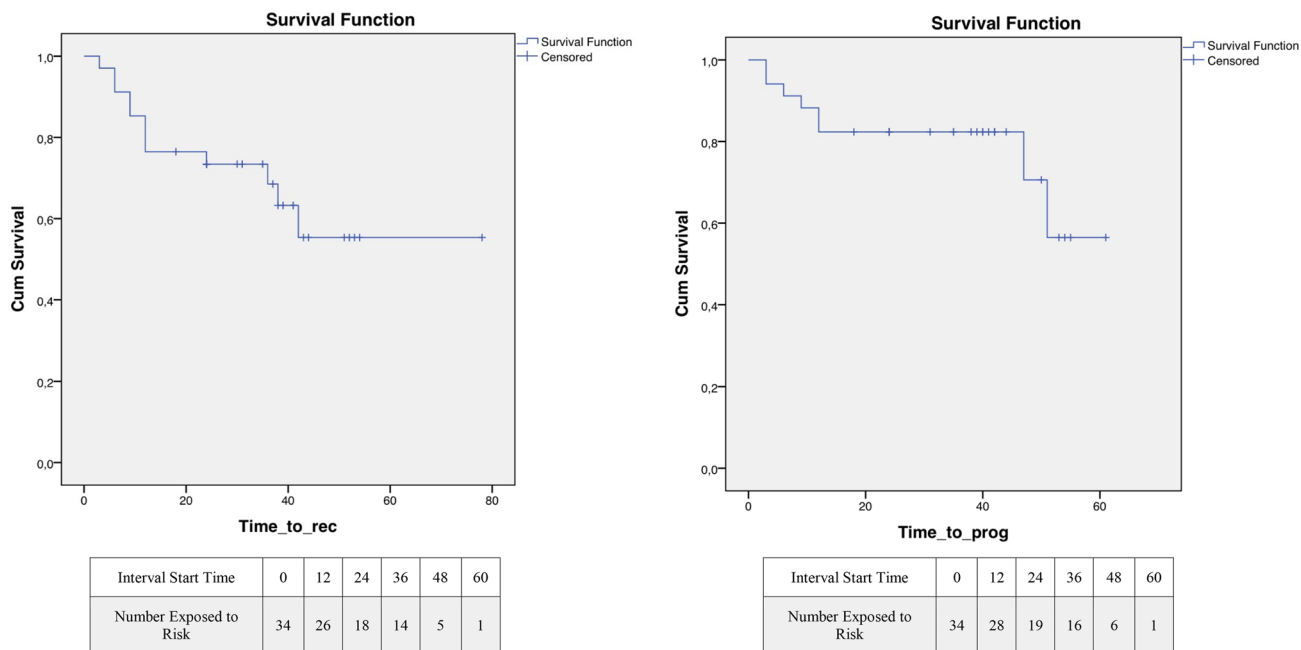 Survival Function
Survival Function
Censored
1,0
0,8
0,6
0,4
0,2
0,0
Cum Survival
0 20 40 60 80
Time_to_rec
Interval Start Time 0 12 24 36 48 60
Number Exposed to
Risk 34 26 18 14 5 1
Survival Function
Survival Function
Censored
1,0
0,8
0,6
0,4
0,2
0,0
Cum Survival
0 20 40 60
Time_to_prog
Interval Start Time 0 12 24 36 48 60
Number Exposed to
Risk 34 28 19 16 6 1